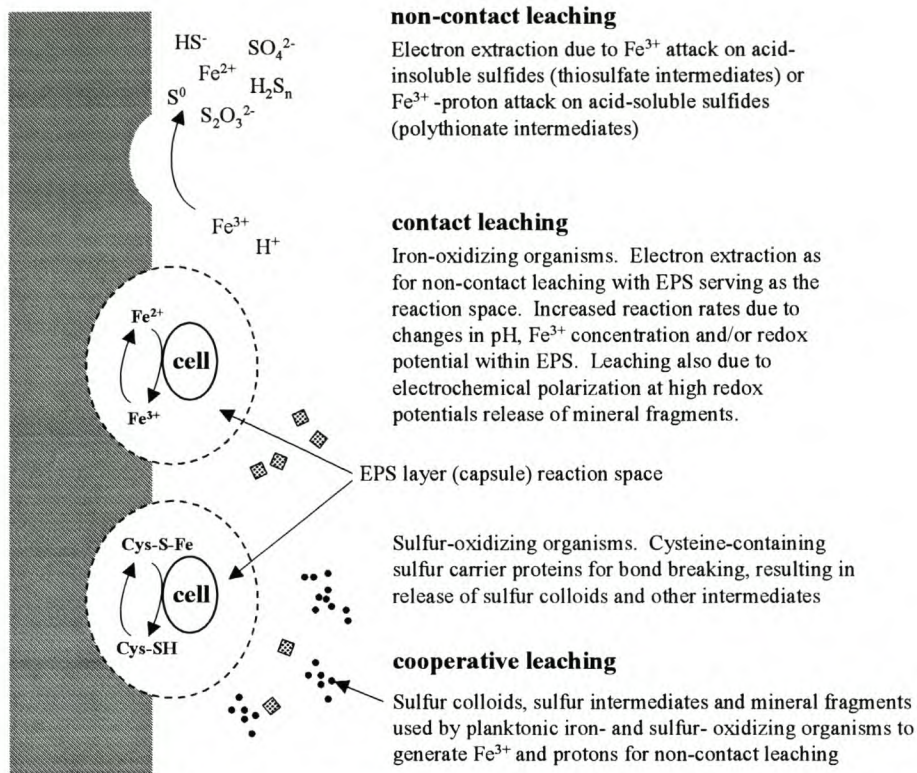 non-contact leaching
HS⁻
SO₄²⁻
Fe²⁺
H₂Sₙ
S⁰
S₂O₃²⁻
Electron extraction due to Fe³⁺ attack on acid-
insoluble sulfides (thiosulfate intermediates) or
Fe³⁺ -proton attack on acid-soluble sulfides
(polythionate intermediates)
Fe³⁺
H⁺
contact leaching
Iron-oxidizing organisms. Electron extraction as
for non-contact leaching with EPS serving as the
reaction space. Increased reaction rates due to
changes in pH, Fe³⁺ concentration and/or redox
potential within EPS. Leaching also due to
electrochemical polarization at high redox
potentials release of mineral fragments.
Fe²⁺
cell
Fe³⁺
EPS layer (capsule) reaction space
Cys-S-Fe
cell
Cys-SH
Sulfur-oxidizing organisms. Cysteine-containing
sulfur carrier proteins for bond breaking, resulting in
release of sulfur colloids and other intermediates
cooperative leaching
Sulfur colloids, sulfur intermediates and mineral fragments
used by planktonic iron- and sulfur- oxidizing organisms to
generate Fe³⁺ and protons for non-contact leaching